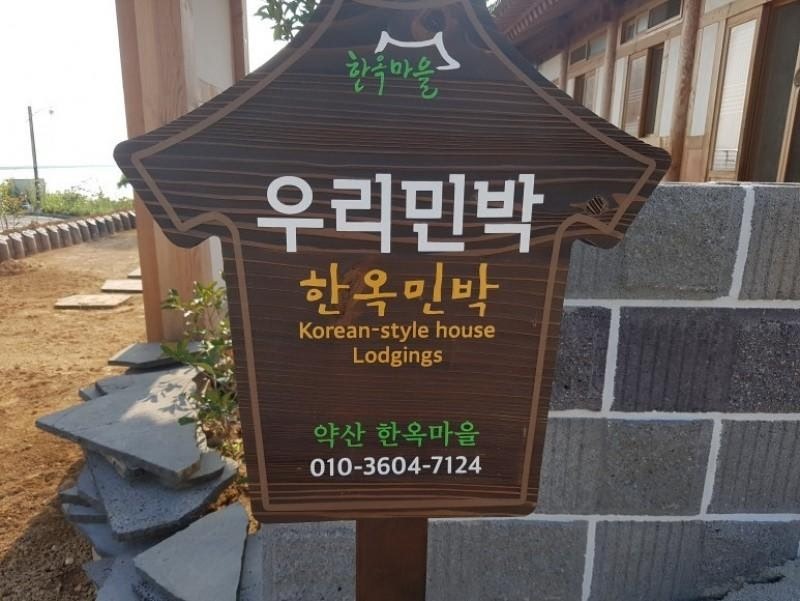 한옥마을
우리민박
한옥민박
Korean-style house
Lodgings
약산 한옥마을
010-3604-7124